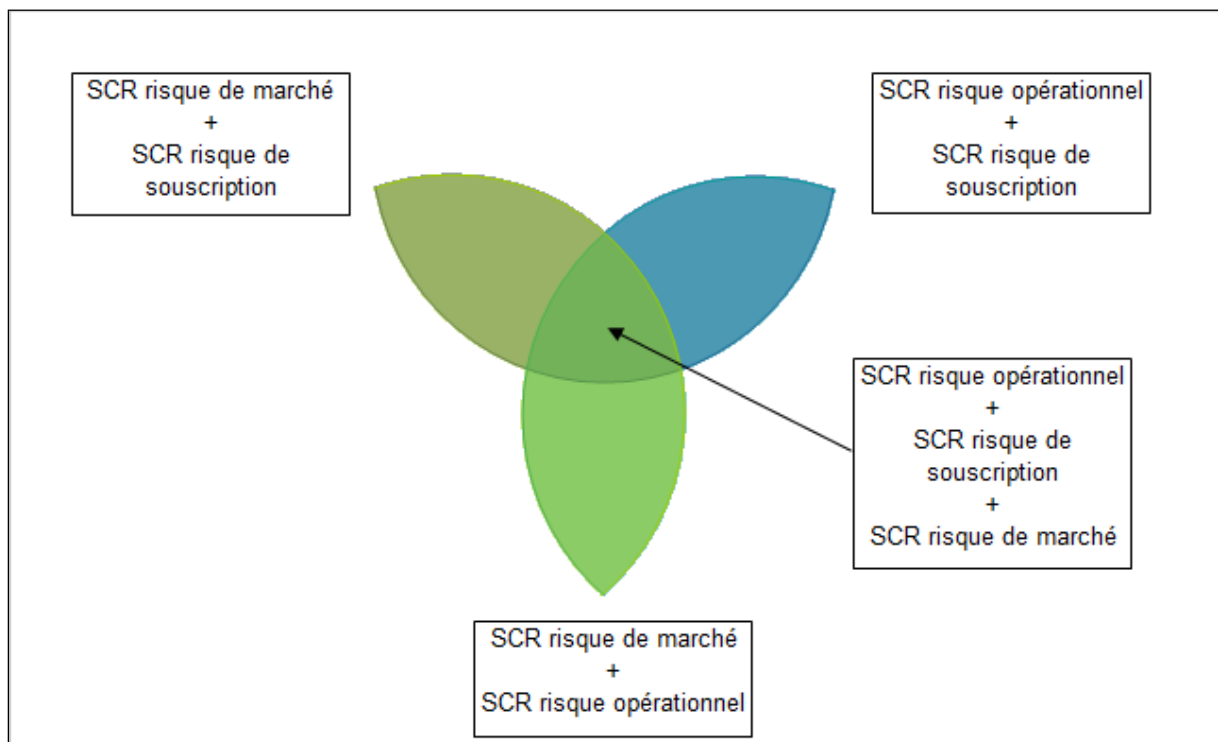 SCR risque de marché
+
SCR risque de
souscription
SCR risque opérationnel
+
SCR risque de
souscription
SCR risque opérationnel
+
SCR risque de
souscription
+
SCR risque de marché
SCR risque de marché
+
SCR risque opérationnel